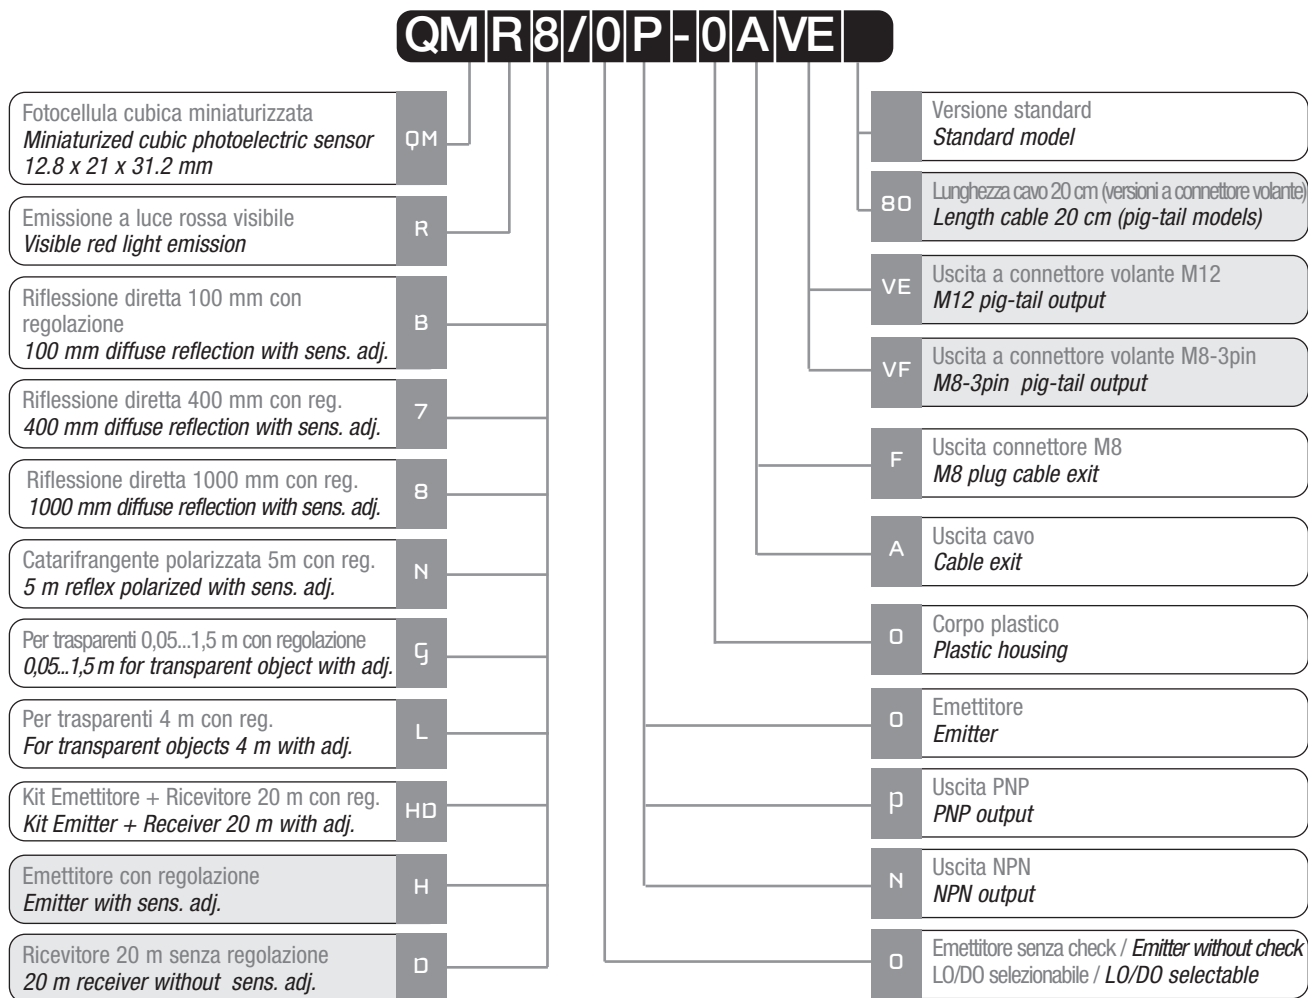 QMR8/0P-0AVE
Fotocellula cubica miniaturizzata
Miniaturized cubic photoelectric sensor
12.8 x 21 x 31.2 mm
QM
Emissione a luce rossa visibile
Visible red light emission
R
Riflessione diretta 100 mm con
regolazione
100 mm diffuse reflection with sens. adj.
B
Riflessione diretta 400 mm con reg.
400 mm diffuse reflection with sens. adj.
7
Riflessione diretta 1000 mm con reg.
1000 mm diffuse reflection with sens. adj.
8
Catarifrangente polarizzata 5m con reg.
5 m reflex polarized with sens. adj.
N
Per trasparenti 0,05...1,5 m con regolazione
0,05...1,5 m for transparent object with adj.
G
Per trasparenti 4 m con reg.
For transparent objects 4 m with adj.
L
Kit Emettitore + Ricevitore 20 m con reg.
Kit Emitter + Receiver 20 m with adj.
HD
Emettitore con regolazione
Emitter with sens. adj.
H
Ricevitore 20 m senza regolazione
20 m receiver without sens. adj.
D
Versione standard
Standard model
80
Lunghezza cavo 20 cm (versioni a connettore volante)
Length cable 20 cm (pig-tail models)
VE
Uscita a connettore volante M12
M12 pig-tail output
VF
Uscita a connettore volante M8-3pin
M8-3pin pig-tail output
F
Uscita connettore M8
M8 plug cable exit
A
Uscita cavo
Cable exit
0
Corpo plastico
Plastic housing
0
Emettitore
Emitter
P
Uscita PNP
PNP output
N
Uscita NPN
NPN output
0
Emettitore senza check / Emitter without check
LO/DO selezionabile / LO/DO selectable